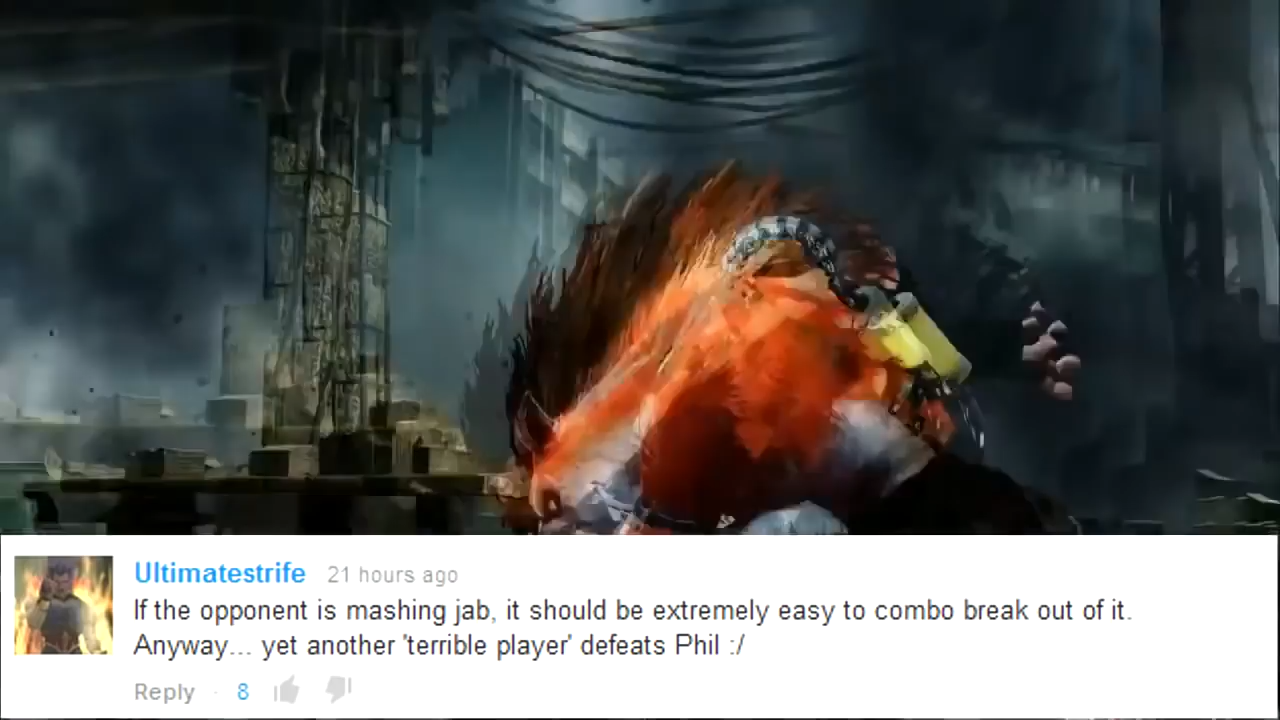 Ultimatestrife 21 hours ago
If the opponent is mashing jab, it should be extremely easy to combo break out of it.
Anyway... yet another 'terrible player' defeats Phil :/
Reply · 8